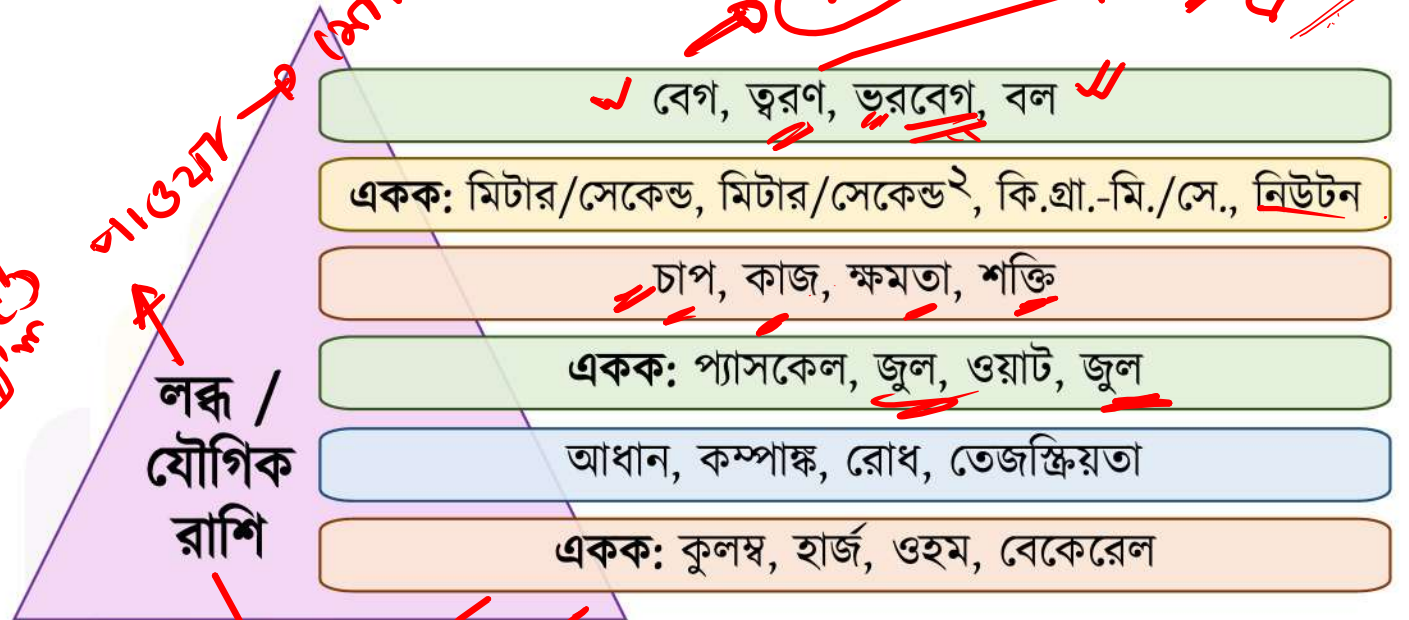 বেগ, ত্বরণ, ভরবেগ, বল
একক: মিটার/সেকেন্ড, মিটার/সেকেন্ড২, কি.গ্রা.-মি./সে., নিউটন
চাপ, কাজ, ক্ষমতা, শক্তি
একক: প্যাসকেল, জুল, ওয়াট, জুল
আধান, কম্পাঙ্ক, রোধ, তেজস্ক্রিয়তা
একক: কুলম্ব, হার্জ, ওহম, বেকেরেল
লব্ধ /
যৌগিক
রাশি
পাওয়া